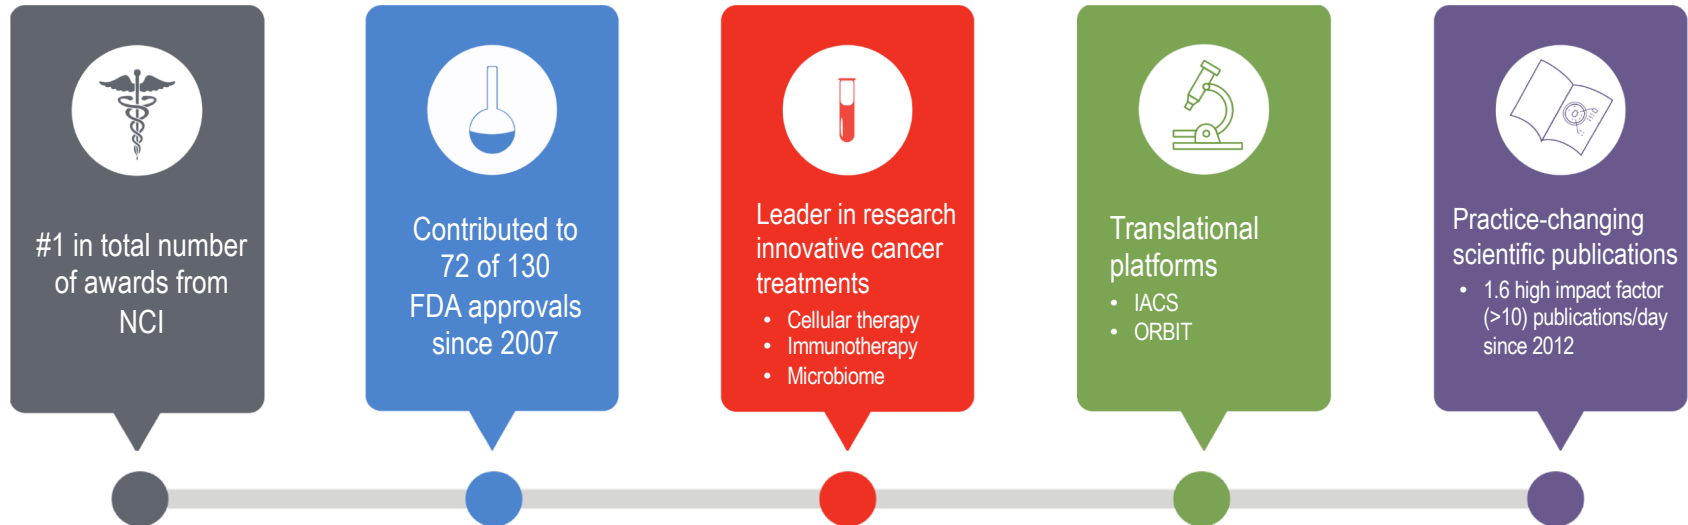 #1 in total number
of awards from
NCI
Contributed to
72 of 130
FDA approvals
since 2007
Leader in research
innovative cancer
treatments
• Cellular therapy
• Immunotherapy
• Microbiome
Translational
platforms
• IACS
• ORBIT
Practice-changing
scientific publications
• 1.6 high impact factor
(>10) publications/day
since 2012